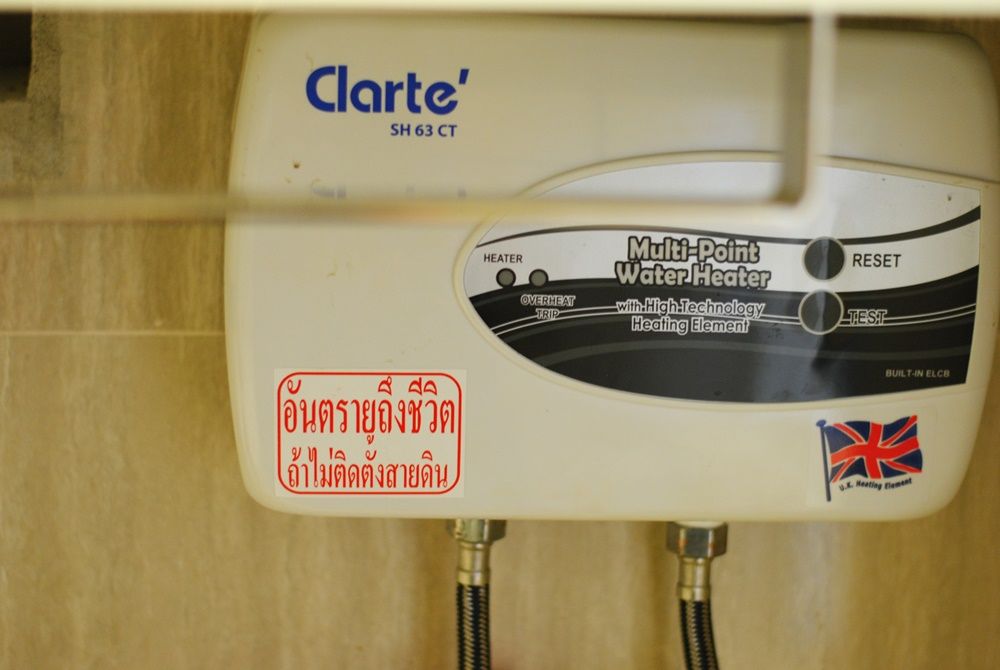 Clarte'
SH 63 CT
HEATER
OVERHEAT
TRIP
Multi-Point
Water Heater
with High Technology
Heating Element
RESET
TEST
BUILT-IN ELCB
อันตรายถึงชีวิต
ถ้าไม่ติดตั้งสายดิน
U.K. Heating Element